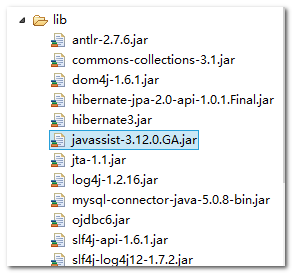 lib
antlr-2.7.6.jar
commons-collections-3.1.jar
dom4j-1.6.1.jar
hibernate-jpa-2.0-api-1.0.1.Final.jar
hibernate3.jar
javassist-3.12.0.GA.jar
jta-1.1.jar
log4j-1.2.16.jar
mysql-connector-java-5.0.8-bin.jar
ojdbc6.jar
slf4j-api-1.6.1.jar
slf4j-log4j12-1.7.2.jar